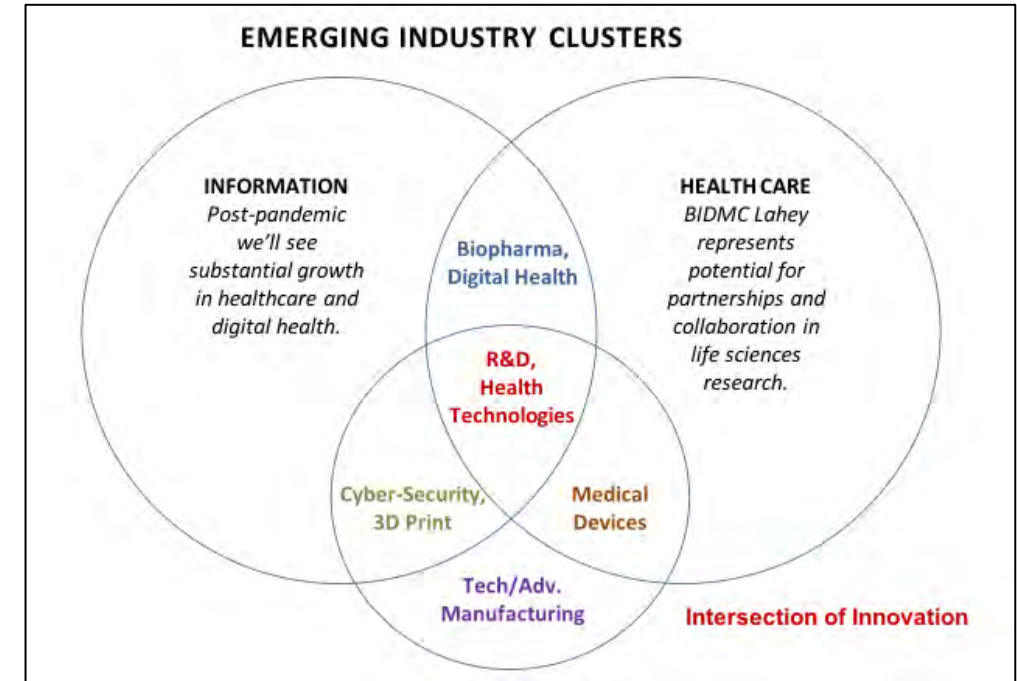 EMERGING INDUSTRY CLUSTERS
INFORMATION
Post-pandemic
we'll see
substantial growth
in healthcare and
digital health.
HEALTH CARE
BIDMC Lahey
represents
potential for
partnerships and
collaboration in
life sciences
research.
Biopharma,
Digital Health
R&D,
Health
Technologies
Cyber-Security,
3D Print
Medical
Devices
Tech/Adv.
Manufacturing
Intersection of Innovation